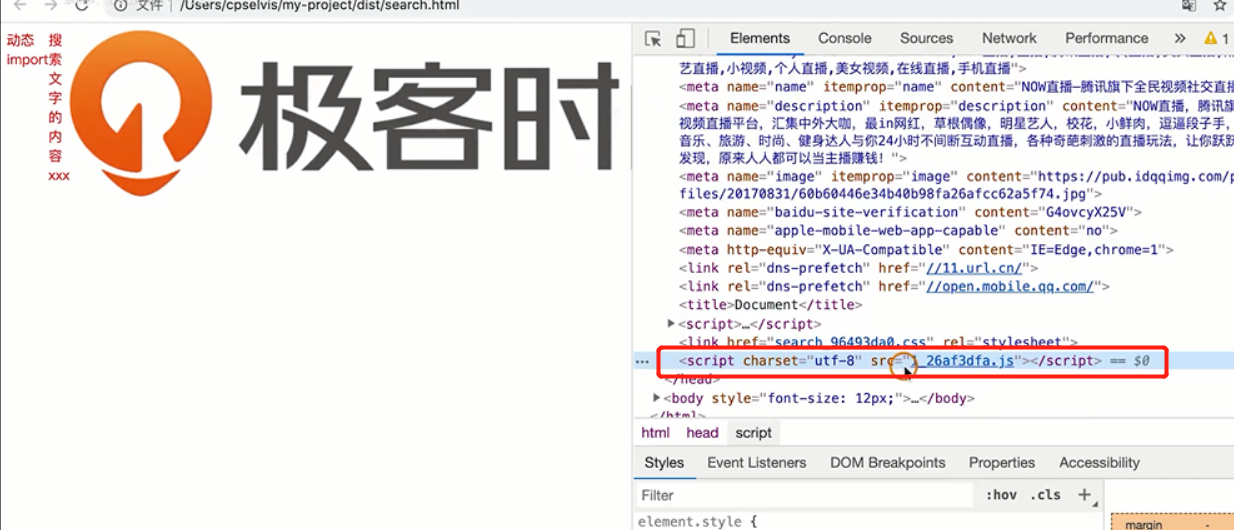 文件 | /Users/cpselvis/my-project/dist/search.html
动态 import
搜索文字的内容 xxx
极客时
Elements Console Sources Network Performance » 1
艺直播,小视频,个人直播,美女视频,在线直播,手机直播">
<meta name="name" itemprop="name" content="NOW直播—腾讯旗下全民视频社交直播
<meta name="description" itemprop="description" content="NOW直播, 腾讯旗
视频直播平台, 汇集中外大咖, 最in网红, 草根偶像, 明星艺人, 校花, 小鲜肉, 逗逼段子手,
音乐、旅游、时尚、健身达人与你24小时不间断互动直播, 各种奇葩刺激的直播玩法, 让你跃跃
发现, 原来人人都可以当主播赚钱! ">
<meta name="image" itemprop="image" content="https://pub.idqqimg.com/p
files/20170831/60b60446e34b40b98fa26afcc62a5f74.jpg">
<meta name="baidu-site-verification" content="G4ovcyX25V">
<meta name="apple-mobile-web-app-capable" content="no">
<meta http-equiv="X-UA-Compatible" content="IE=Edge,chrome=1">
<link rel="dns-prefetch" href="//11.url.cn/">
<link rel="dns-prefetch" href="//open.mobile.qq.com/">
<title>Document</title>
<script>…</script>
<link href="search_96493da0.css" rel="stylesheet">
<script charset="utf-8" src="1_26af3dfa.js"></script> == $0
</head>
<body style="font-size: 12px;">…</body>
</html>
html head script
Styles Event Listeners DOM Breakpoints Properties Accessibility
Filter :hov .cls +
element.style {
margin -